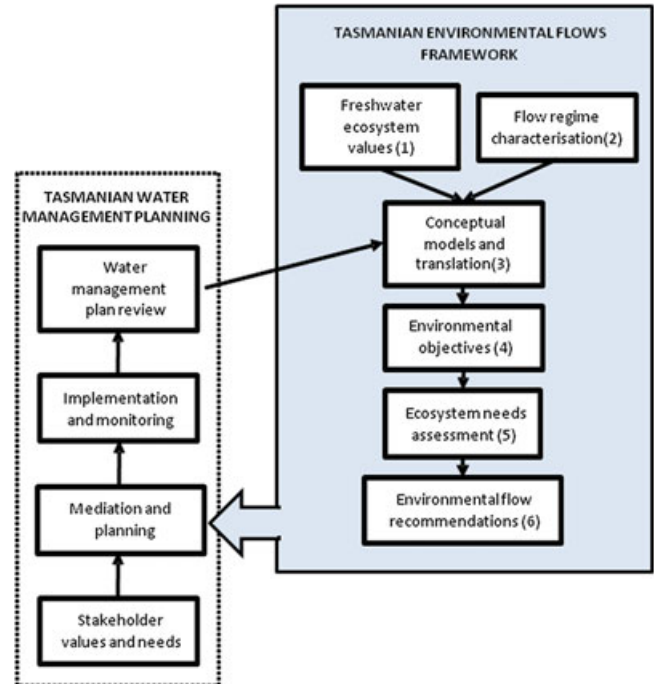 TASMANIAN ENVIRONMENTAL FLOWS
FRAMEWORK
Freshwater
ecosystem
values (1)
Flow regime
characterisation(2)
Conceptual
models and
translation(3)
Environmental
objectives (4)
Ecosystem needs
assessment (5)
Environmental flow
recommendations (6)
TASMANIAN WATER
MANAGEMENT PLANNING
Water
management
plan review
Implementation
and monitoring
Mediation and
planning
Stakeholder
values and needs